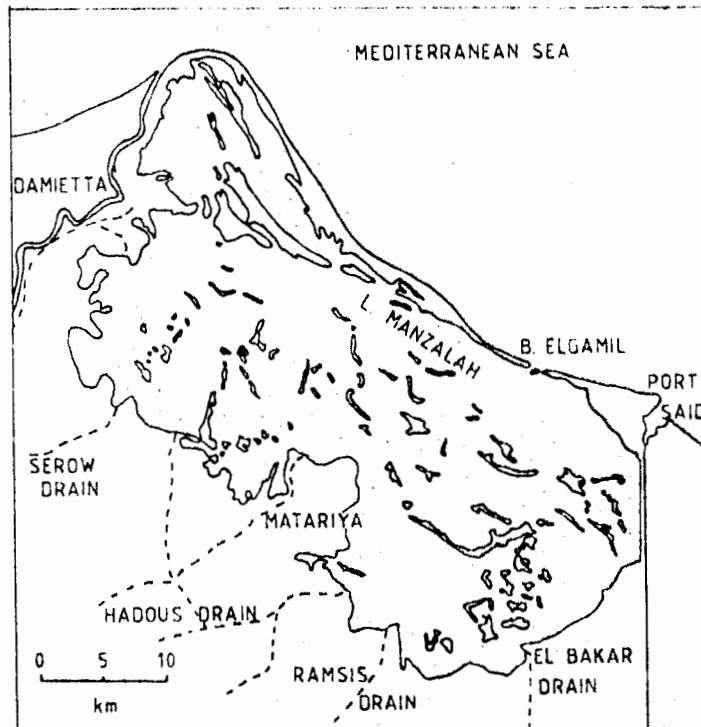 MEDITERRANEAN SEA
DAMIETTA
L. MANZALAH
B. ELGAMIL
PORT
SAID
SEROW
DRAIN
MATARIYA
HADOUS DRAIN
RAMSIS
DRAIN
EL BAKAR
DRAIN
0 5 10
km